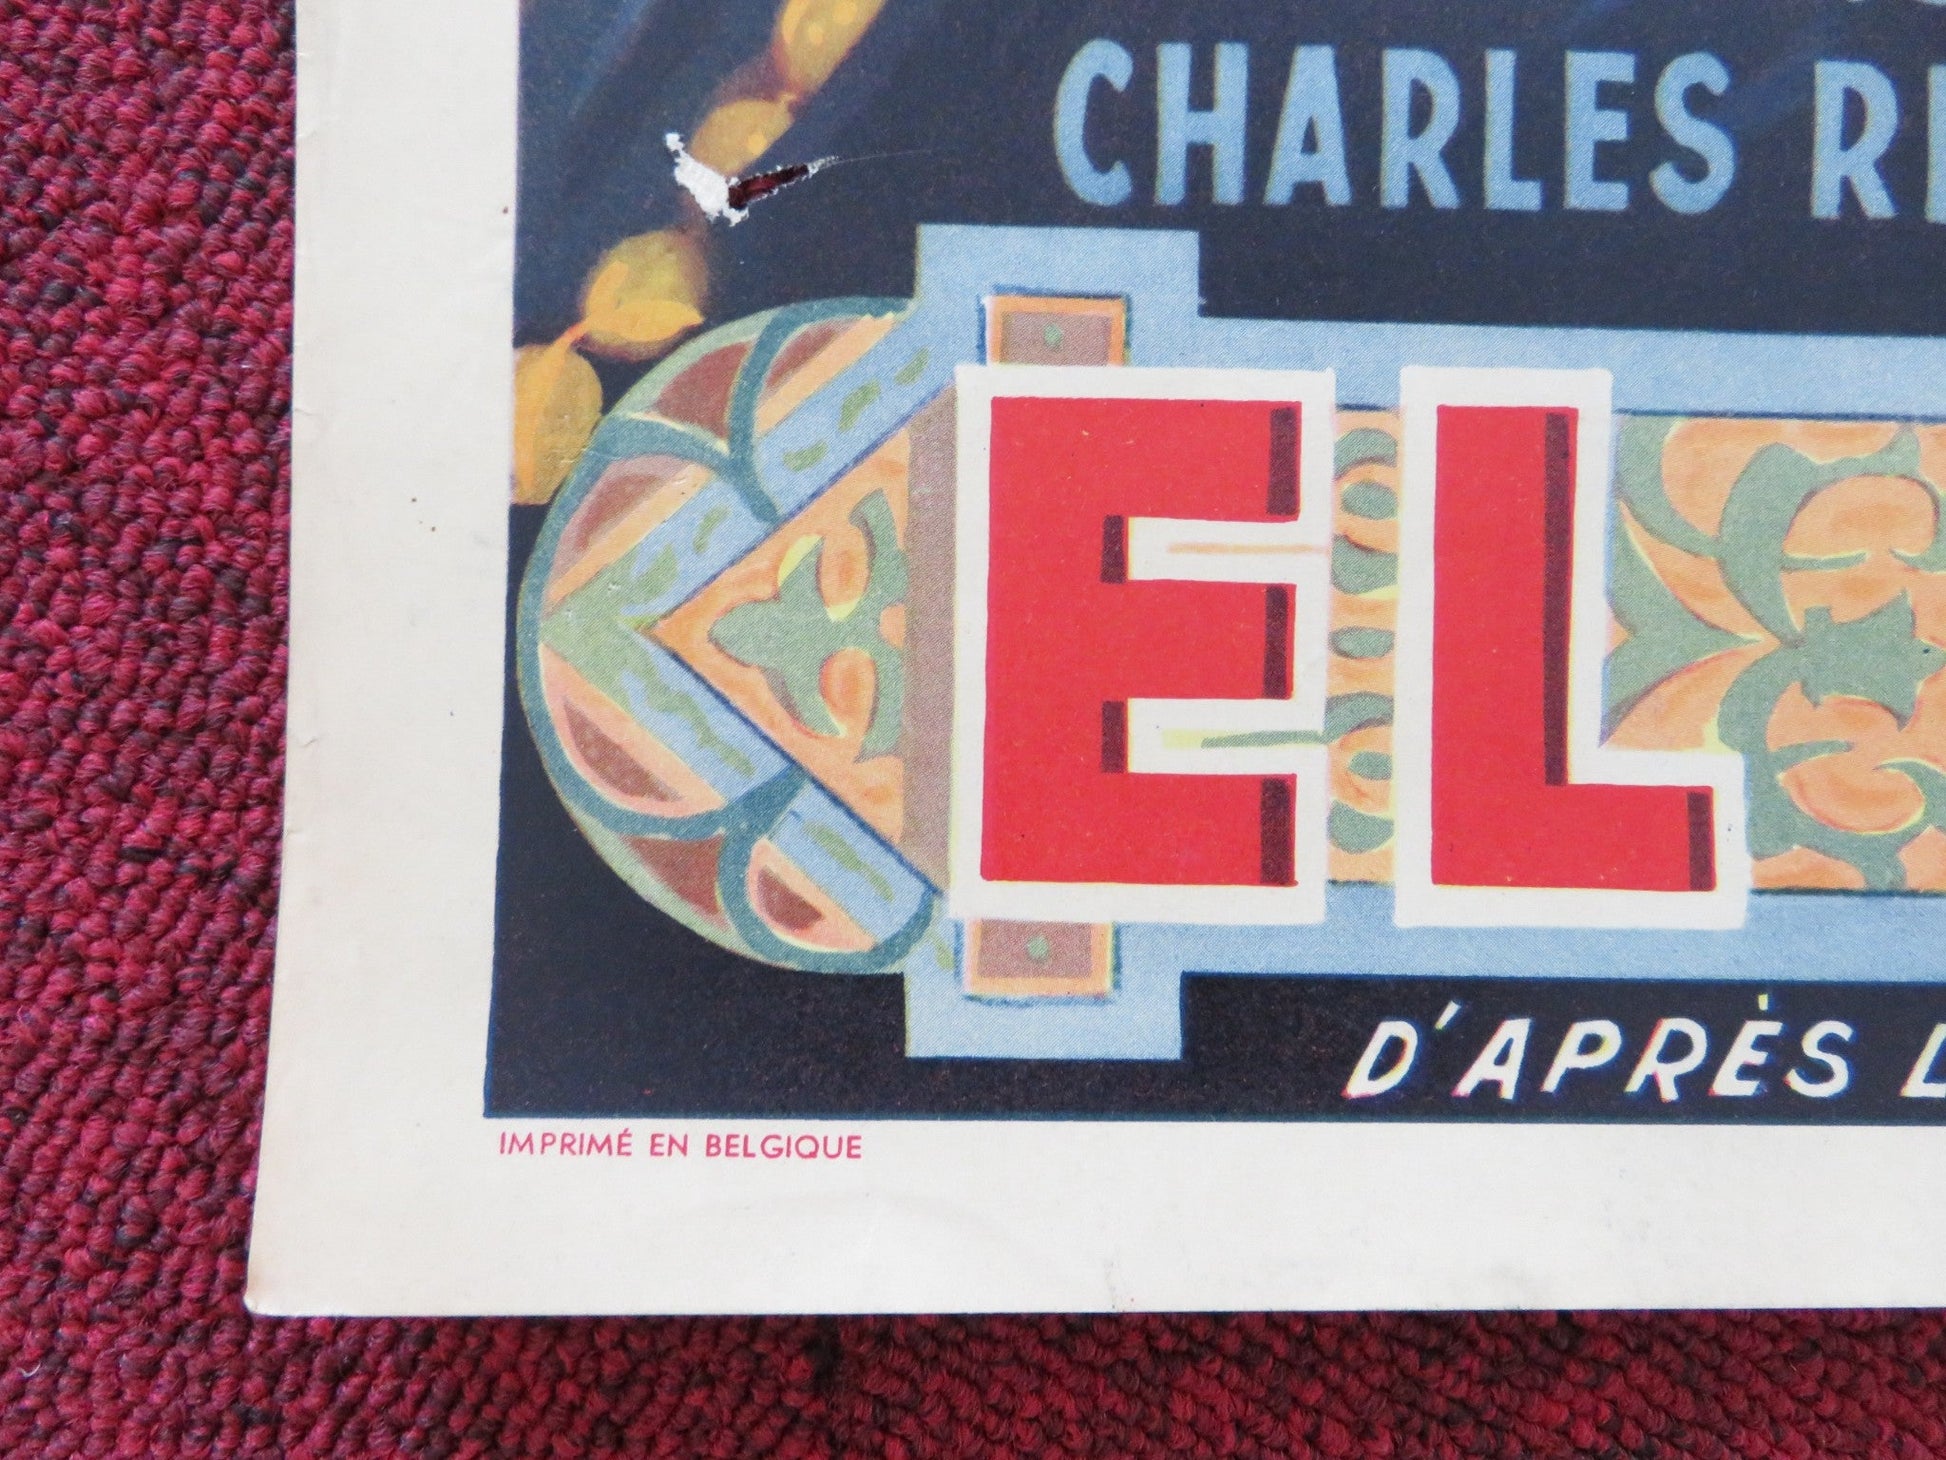 CHARLES
EL
D'APRÈS
IMPRIMÉ EN BELGIQUE